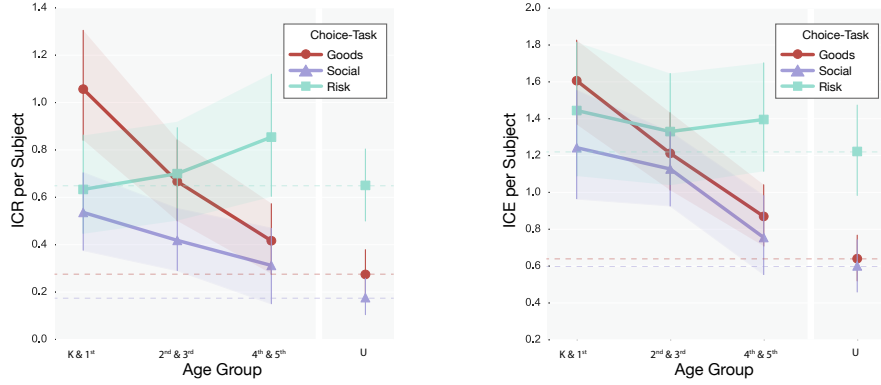 1.4
1.2
1.0
0.8
0.6
0.4
0.2
0.0
ICR per Subject
Choice-Task
Goods
Social
Risk
K & 1st
2nd & 3rd
4th & 5th
U
Age Group
2.0
1.8
1.6
1.4
1.2
1.0
0.8
0.6
0.4
0.2
ICE per Subject
Choice-Task
Goods
Social
Risk
K & 1st
2nd & 3rd
4th & 5th
U
Age Group